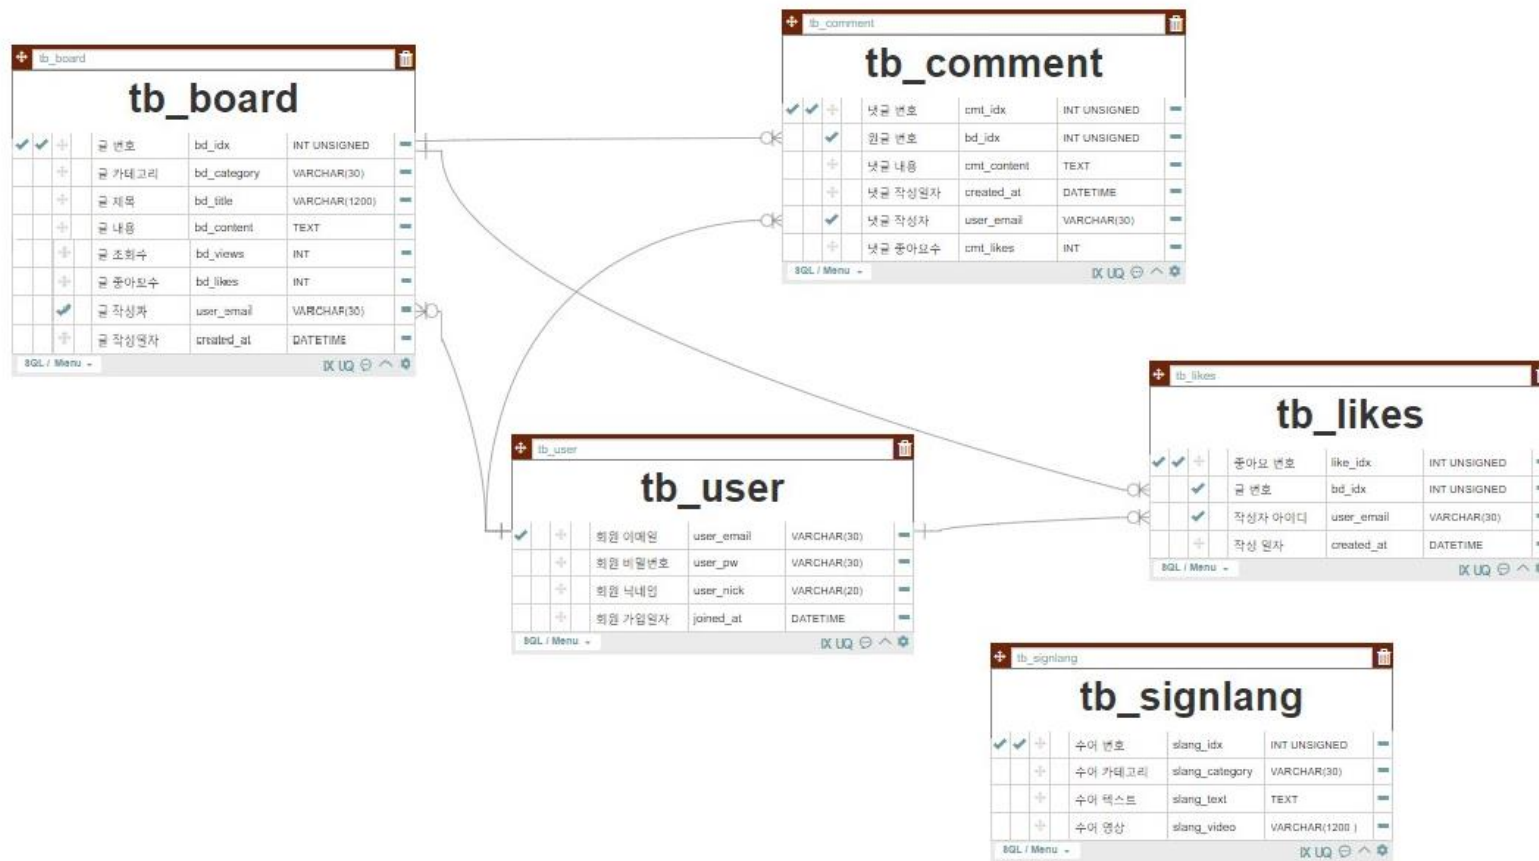 tb_board
tb_board
글 번호 bd_idx INT UNSIGNED
글 카테고리 bd_category VARCHAR(30)
글 제목 bd_title VARCHAR(1200)
글 내용 bd_content TEXT
글 조회수 bd_views INT
글 좋아요수 bd_likes INT
글 작성자 user_email VARCHAR(30)
글 작성일자 created_at DATETIME
SQL / Menu IX UQ
tb_comment
tb_comment
댓글 번호 cmt_idx INT UNSIGNED
원글 번호 bd_idx INT UNSIGNED
댓글 내용 cmt_content TEXT
댓글 작성일자 created_at DATETIME
댓글 작성자 user_email VARCHAR(30)
댓글 좋아요수 cmt_likes INT
SQL / Menu IX UQ
tb_user
tb_user
회원 이메일 user_email VARCHAR(30)
회원 비밀번호 user_pw VARCHAR(30)
회원 닉네임 user_nick VARCHAR(20)
회원 가입일자 joined_at DATETIME
SQL / Menu IX UQ
tb_likes
tb_likes
좋아요 번호 like_idx INT UNSIGNED
글 번호 bd_idx INT UNSIGNED
작성자 아이디 user_email VARCHAR(30)
작성 일자 created_at DATETIME
SQL / Menu IX UQ
tb_signlang
tb_signlang
수어 번호 slang_idx INT UNSIGNED
수어 카테고리 slang_category VARCHAR(30)
수어 텍스트 slang_text TEXT
수어 영상 slang_video VARCHAR(1200 )
SQL / Menu IX UQ